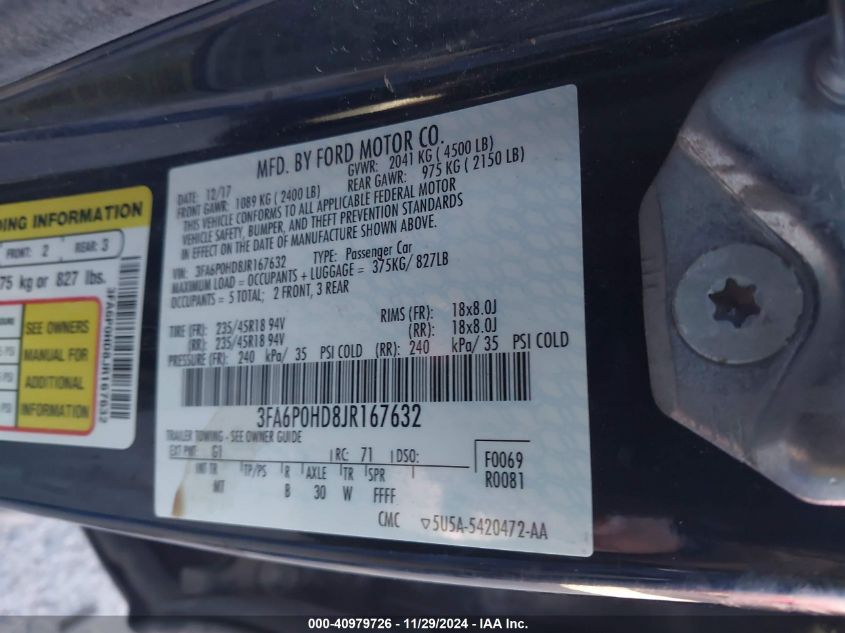 MFD. BY FORD MOTOR CO.
DATE: 12/17 GVWR: 2041 KG ( 4500 LB)
FRONT GAWR: 1089 KG ( 2400 LB) REAR GAWR: 975 KG ( 2150 LB)
THIS VEHICLE CONFORMS TO ALL APPLICABLE FEDERAL MOTOR
VEHICLE SAFETY, BUMPER, AND THEFT PREVENTION STANDARDS
IN EFFECT ON THE DATE OF MANUFACTURE SHOWN ABOVE.
VIN: 3FA6P0HD8JR167632 TYPE: Passenger Car
MAXIMUM LOAD = OCCUPANTS + LUGGAGE = 375KG/ 827LB
OCCUPANTS = 5 TOTAL; 2 FRONT, 3 REAR
TIRE (FR): 235/45R18 94V RIMS (FR): 18x8.0J
(RR): 235/45R18 94V (RR): 18x8.0J
PRESSURE (FR): 240 kPa/ 35 PSI COLD (RR): 240 kPa/ 35 PSI COLD
3FA6P0HD8JR167632
TRAILER TOWING - SEE OWNER GUIDE
EXT PNT: G1 RC: 71 DSO: F0069
INT TR TP/PS R AXLE TR SPR R0081
MT B 30 W FFFF
CMC ▽5U5A-5420472-AA
DING INFORMATION
FRONT: 2 REAR: 3
75 kg or 827 lbs.
SEE OWNERS
MANUAL FOR
ADDITIONAL
INFORMATION
3FA6P0HD8JR167632
000-40979726 - 11/29/2024 - IAA Inc.